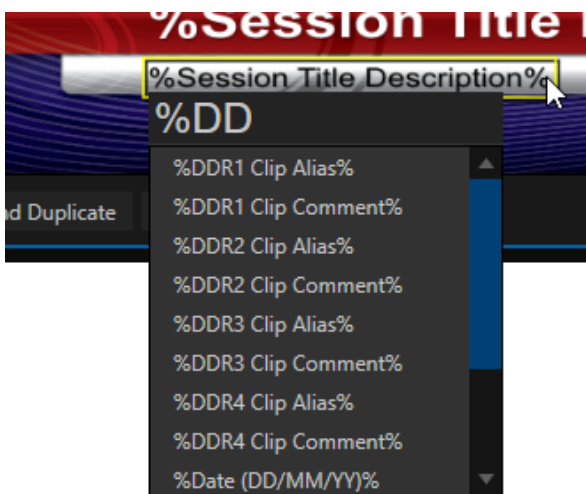 %Session Title
%Session Title Description%
%DD
%DDR1 Clip Alias%
nd Duplicate
%DDR1 Clip Comment%
%DDR2 Clip Alias%
%DDR2 Clip Comment%
%DDR3 Clip Alias%
%DDR3 Clip Comment%
%DDR4 Clip Alias%
%DDR4 Clip Comment%
%Date (DD/MM/YY)%